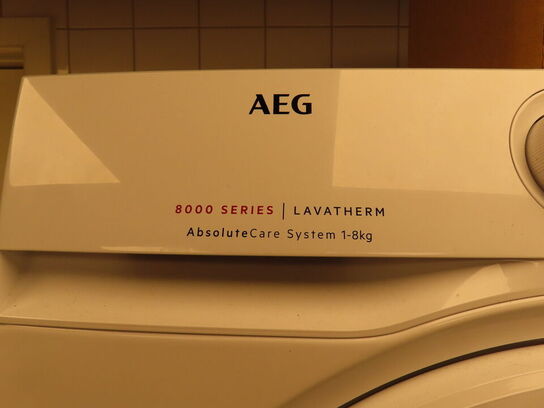 AEG
8000 SERIES | LAVATHERM
AbsoluteCare System 1-8kg